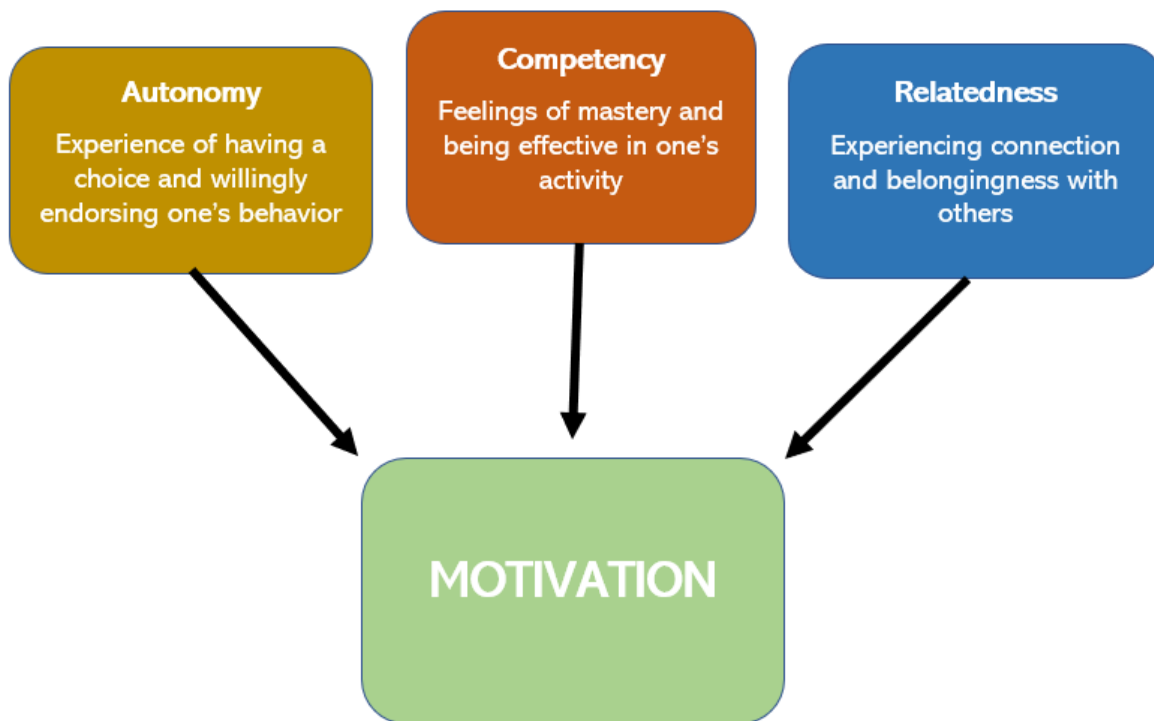 Autonomy
Experience of having a
choice and willingly
endorsing one's behavior
Competency
Feelings of mastery and
being effective in one's
activity
Relatedness
Experiencing connection
and belongingness with
others
MOTIVATION